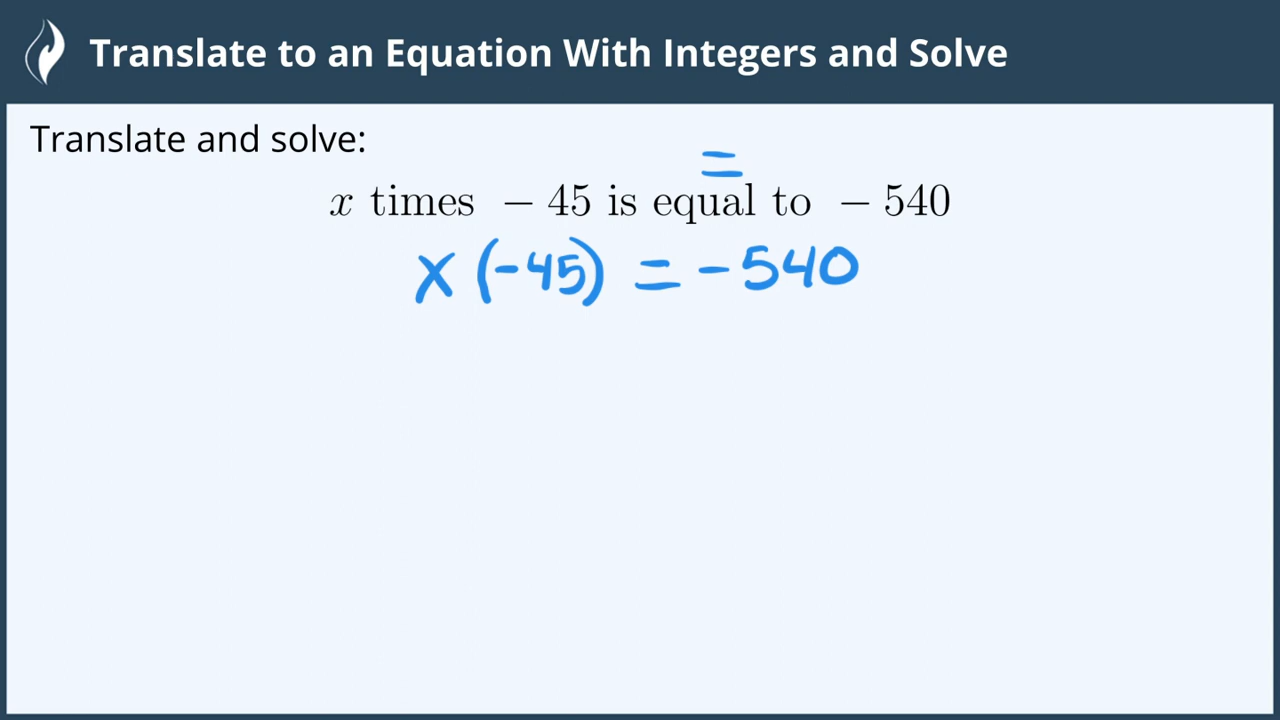 Translate to an Equation With Integers and Solve
Translate and solve:
=
x times − 45 is equal to − 540
x (-45) = -540